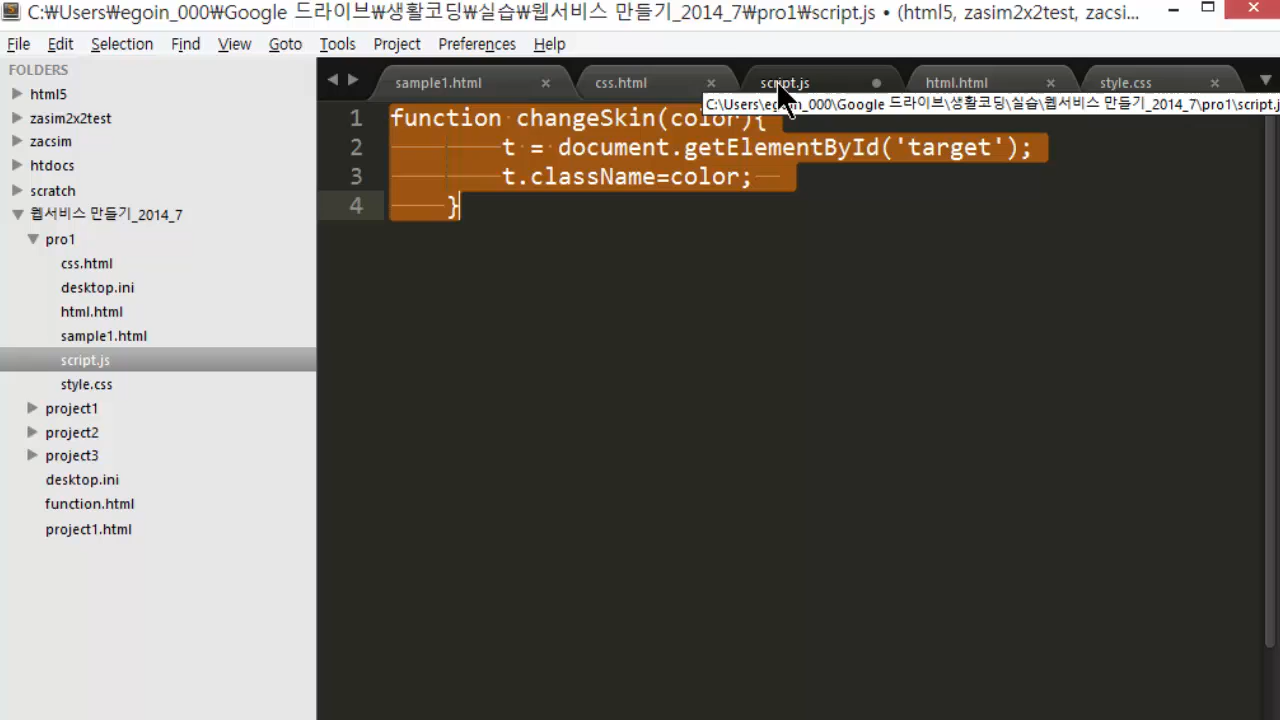 C:₩Users₩egoin_000₩Google 드라이브₩생활코딩₩실습₩웹서비스 만들기_2014_7₩pro1₩script.js • (html5, zasim2x2test, zacsi...
File Edit Selection Find View Goto Tools Project Preferences Help
FOLDERS
html5
zasim2x2test
zacsim
htdocs
scratch
웹서비스 만들기_2014_7
pro1
css.html
desktop.ini
html.html
sample1.html
script.js
style.css
project1
project2
project3
desktop.ini
function.html
project1.html
sample1.html css.html script.js html.html style.css
C:\Users\egoin_000\Google 드라이브\생활코딩\실습\웹서비스 만들기_2014_7\pro1\script.j
1 function changeSkin(color){
2 t = document.getElementById('target');
3 t.className=color;
4 }